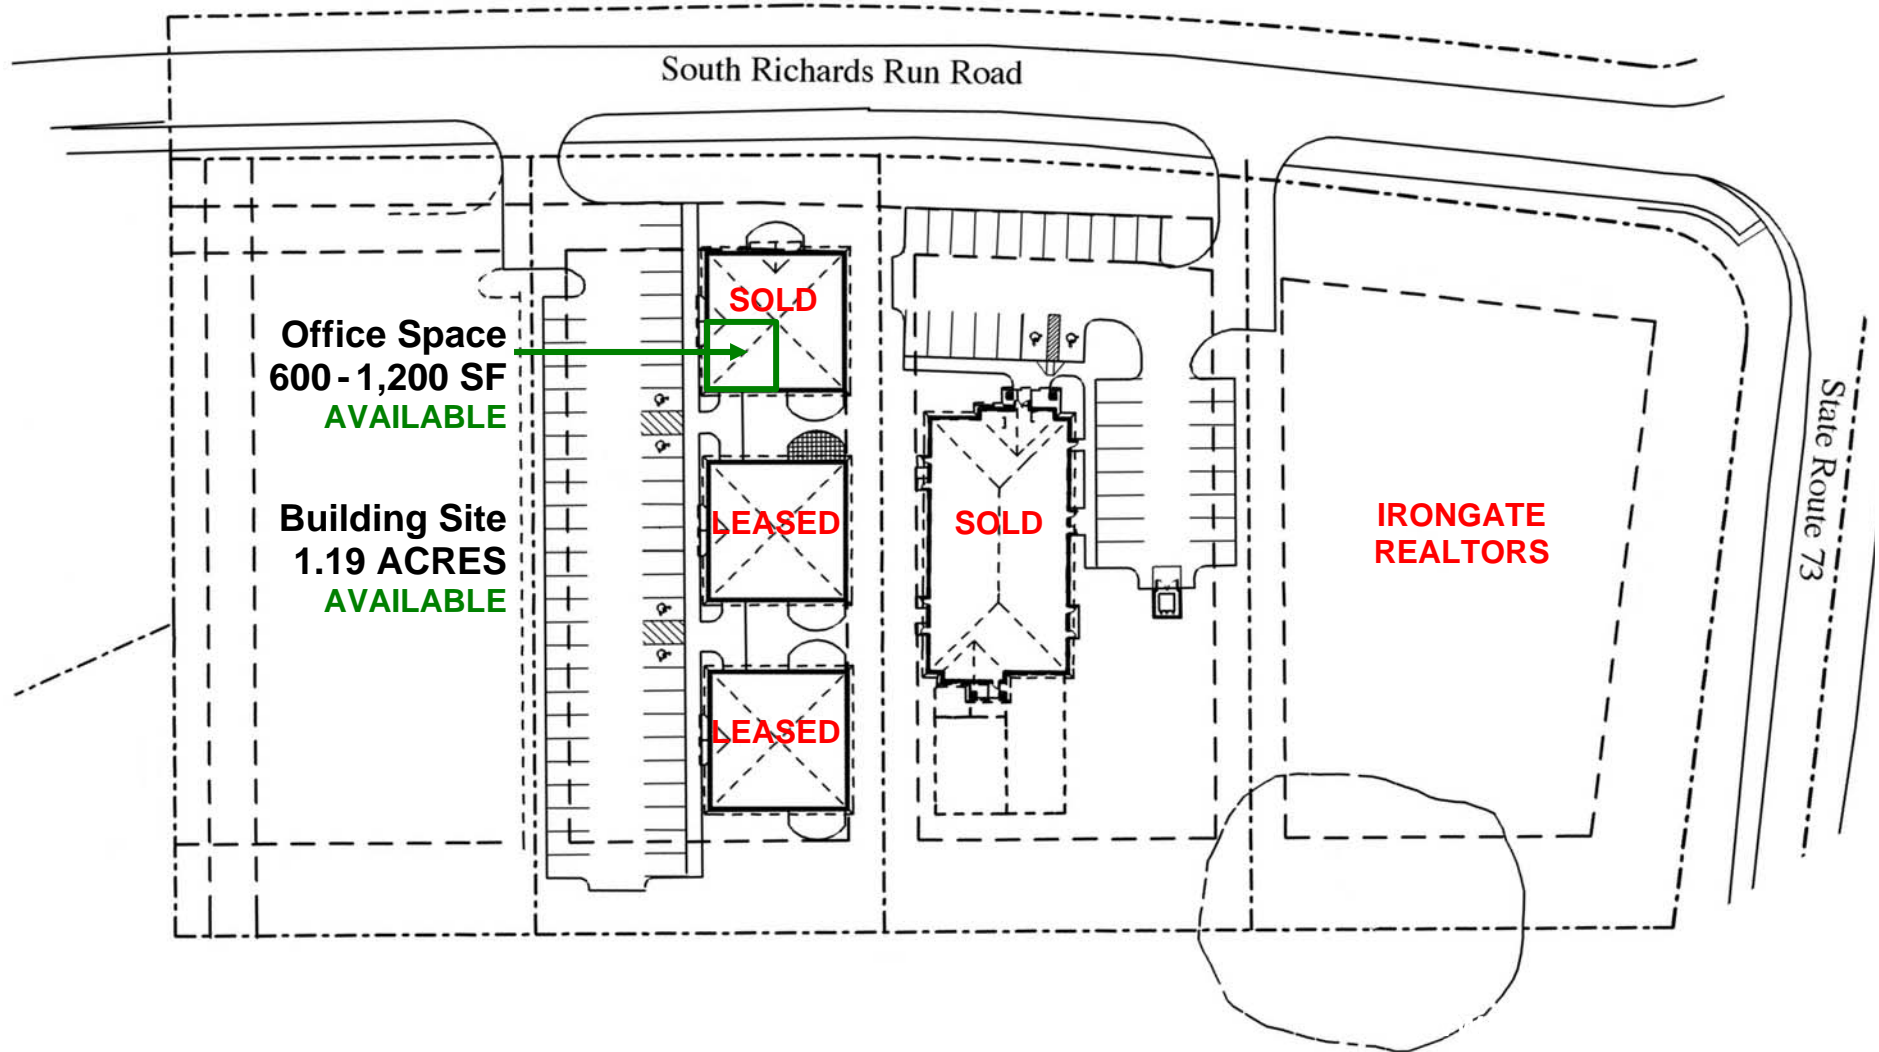 South Richards Run Road
SOLD
Office Space
600 - 1,200 SF
AVAILABLE
Building Site
1.19 ACRES
AVAILABLE
LEASED
SOLD
IRONGATE
REALTORS
State Route 73
LEASED